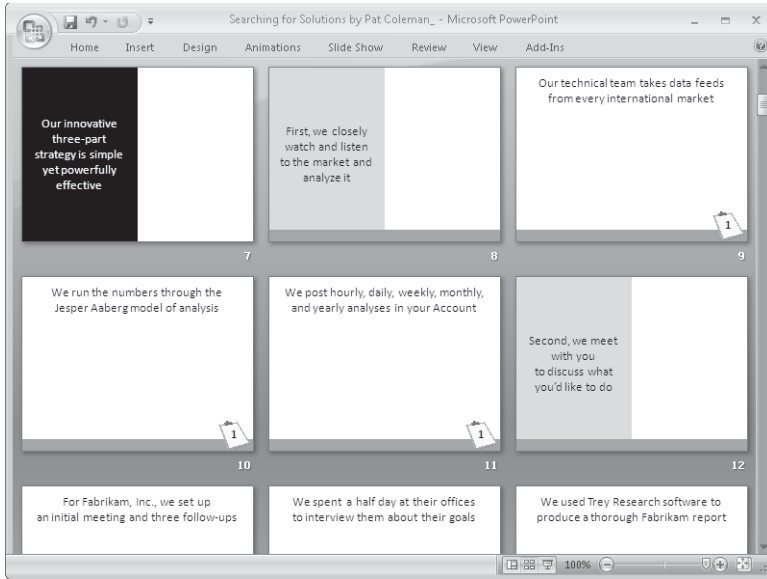 Searching for Solutions by Pat Coleman_ - Microsoft PowerPoint
Home Insert Design Animations Slide Show Review View Add-Ins
Our innovative
three-part
strategy is simple
yet powerfully
effective
7
First, we closely
watch and listen
to the market and
analyze it
8
Our technical team takes data feeds
from every international market
1
9
We run the numbers through the
Jesper Aaberg model of analysis
1
10
We post hourly, daily, weekly, monthly,
and yearly analyses in your Account
1
11
Second, we meet
with you
to discuss what
you'd like to do
12
For Fabrikam, Inc., we set up
an initial meeting and three follow-ups
We spent a half day at their offices
to interview them about their goals
We used Trey Research software to
produce a thorough Fabrikam report
100%